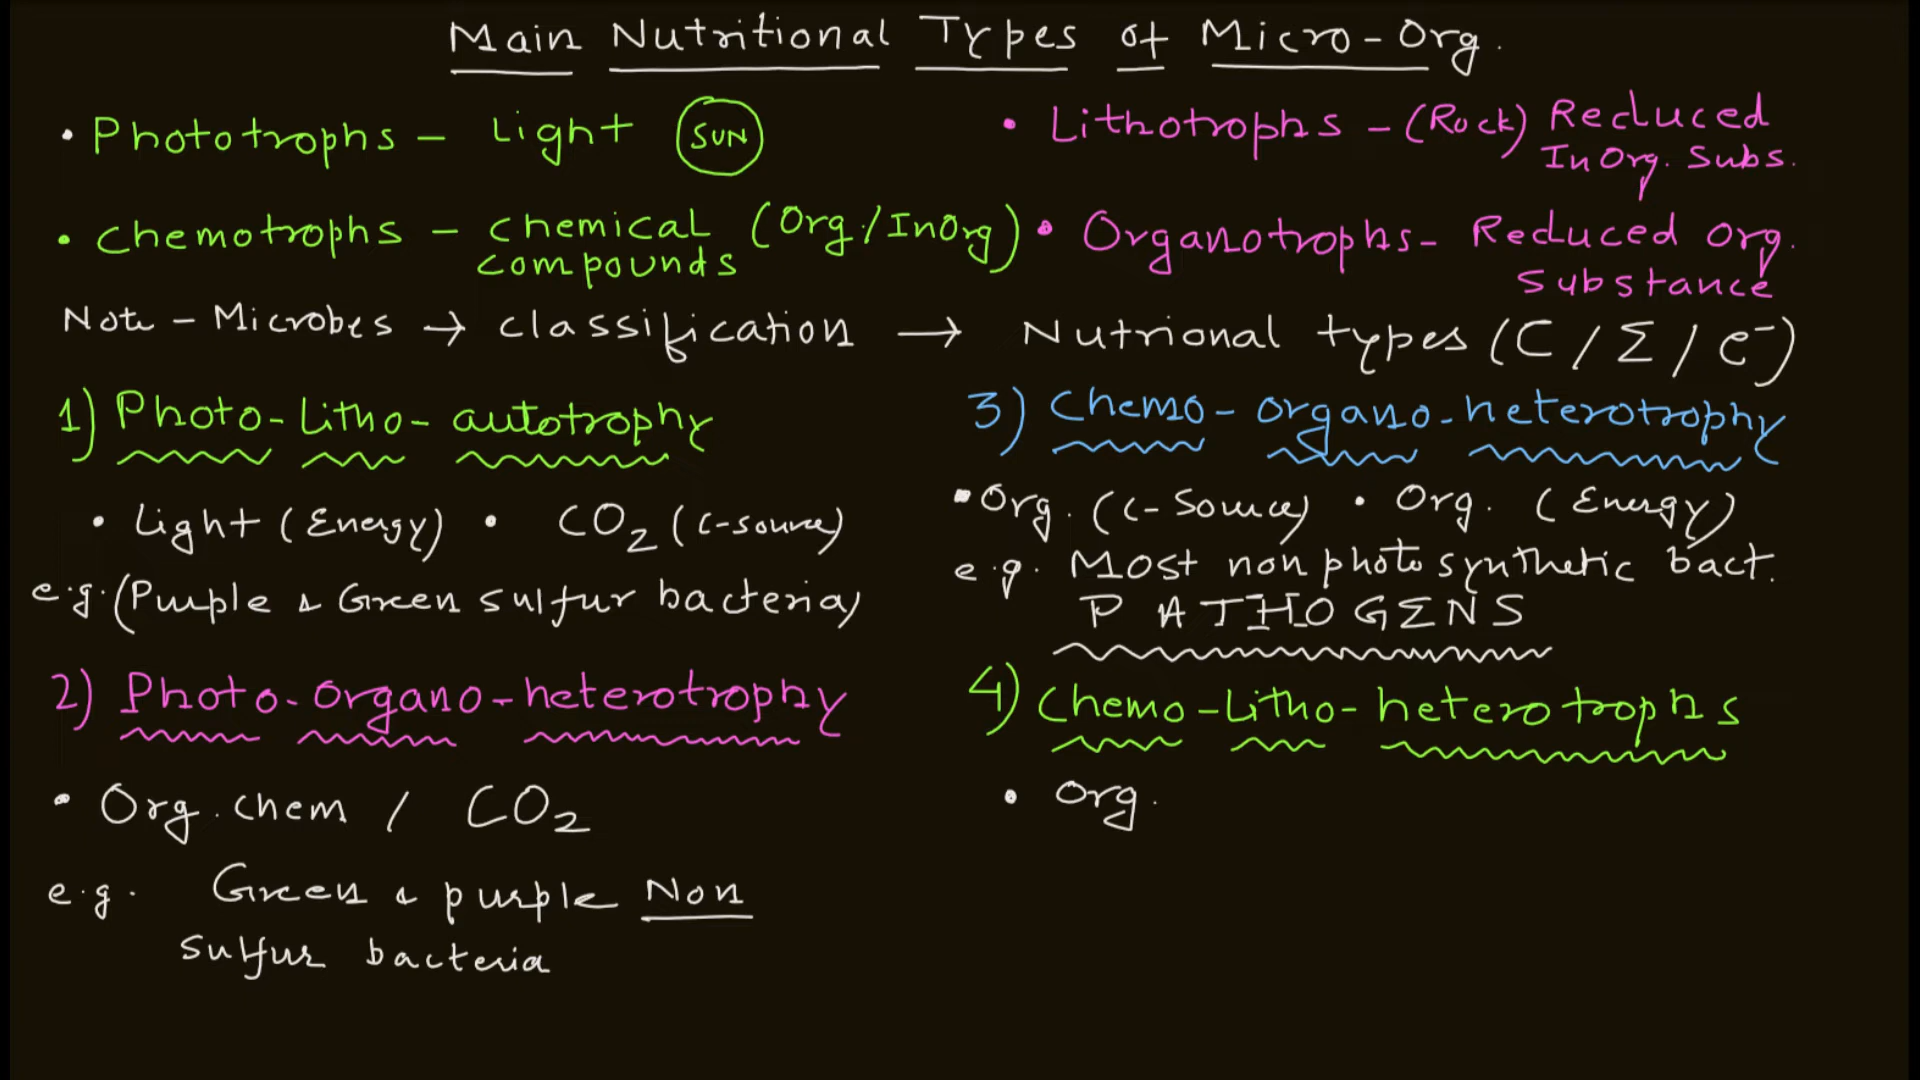 Main Nutritional Types of Micro-Org.
• Phototrophs - Light (SUN)
• Chemotrophs - chemical (Org./InOrg)
compounds
• Lithotrophs - (Rock) Reduced
InOrg. Subs.
• Organotrophs- Reduced Org.
Substance
Note - Microbes → classification → Nutrional types (C / Σ / e⁻)
1) Photo-Litho-autotrophy
• Light (Energy) • CO₂ (C-source)
e.g. (Purple & Green sulfur bacteria)
2) Photo-organo-heterotrophy
• Org. chem / CO₂
e.g. Green & purple Non
sulfur bacteria
3) Chemo-organo-heterotrophy
• Org. (C-Source) • Org. (Energy)
e.g. Most non photosynthetic bact.
PATHOGENS
4) Chemo-Litho-heterotrophs
• Org.